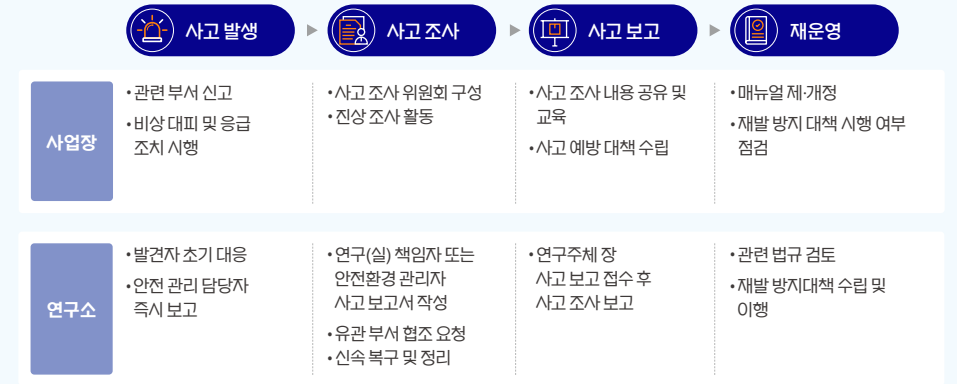 사고 발생
사고 조사
사고 보고
재운영
사업장
• 관련 부서 신고
• 비상 대피 및 응급
조치 시행
• 사고 조사 위원회 구성
• 진상 조사 활동
• 사고 조사 내용 공유 및
교육
• 사고 예방 대책 수립
• 매뉴얼 제·개정
• 재발 방지 대책 시행 여부
점검
연구소
• 발견자 초기 대응
• 안전 관리 담당자
즉시 보고
• 연구(실) 책임자 또는
안전환경 관리자
사고 보고서 작성
• 유관 부서 협조 요청
• 신속 복구 및 정리
• 연구주체 장
사고 보고 접수 후
사고 조사 보고
• 관련 법규 검토
• 재발 방지대책 수립 및
이행